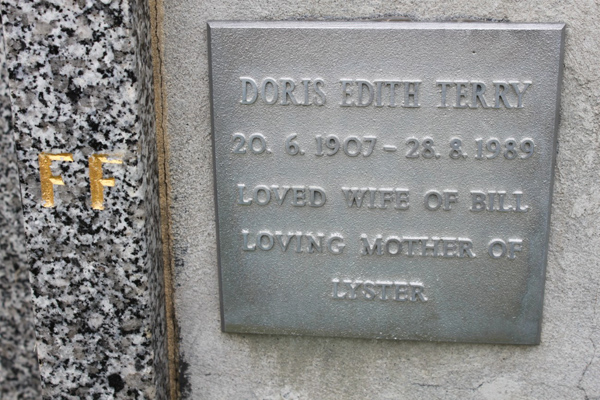 FF
DORIS EDITH TERRY
20. 6. 1907 – 28. 8. 1989
LOVED WIFE OF BILL
LOVING MOTHER OF
LYSTER